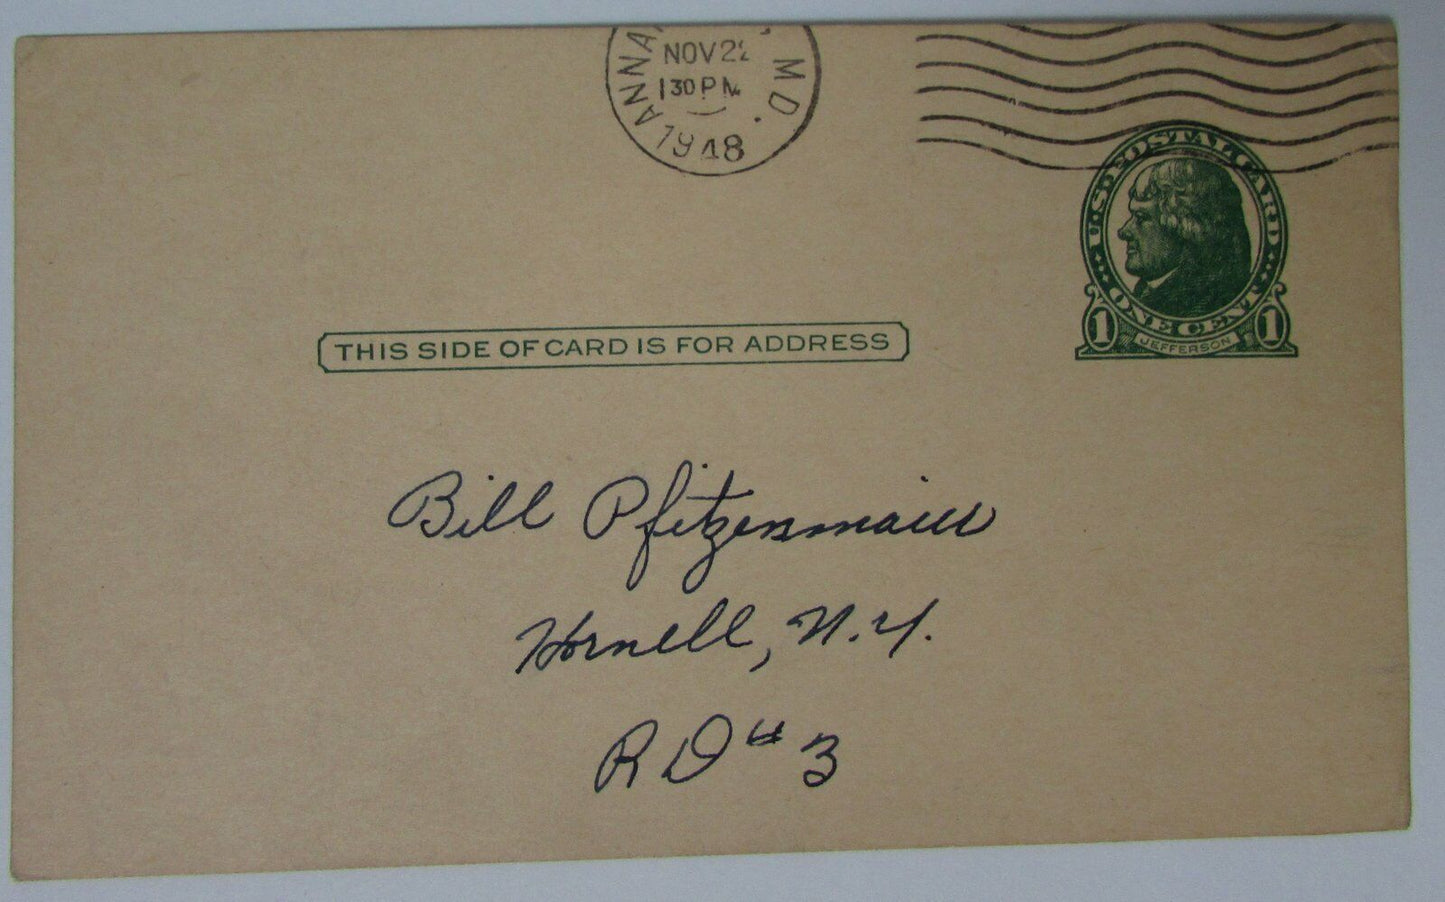 NOV 22
1 30 PM
1948
MD.
U.S. POSTAL CARD
THIS SIDE OF CARD IS FOR ADDRESS
1 ONE CENT 1
JEFFERSON
Bill Pfitzenmaier
Hornell, N.Y.
RD #3